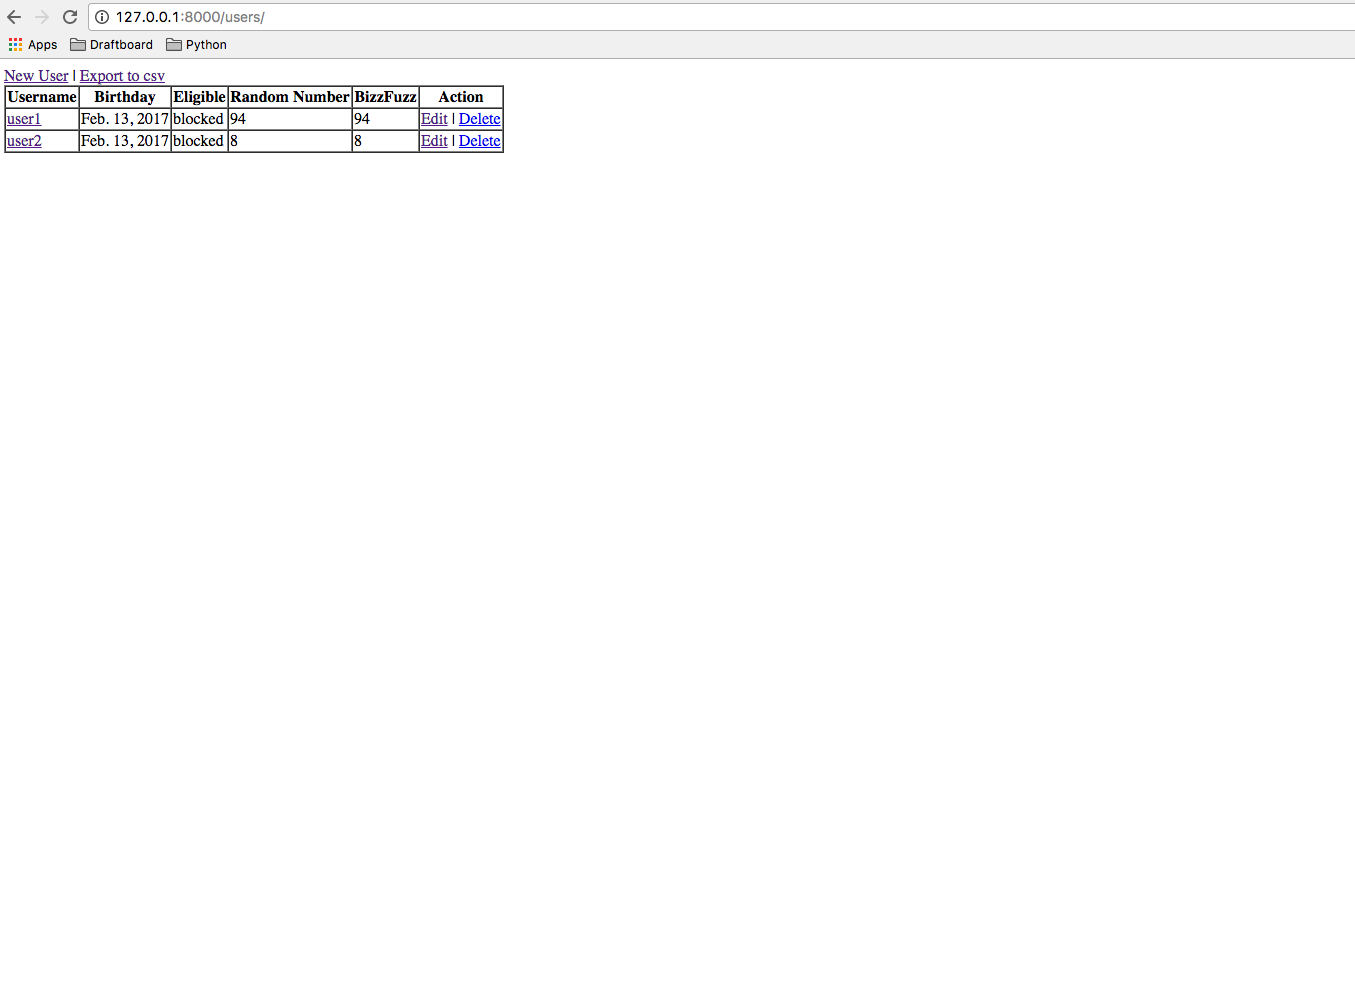 127.0.0.1:8000/users/
Apps Draftboard Python
New User | Export to csv
Username Birthday Eligible Random Number BizzFuzz Action
user1 Feb. 13, 2017 blocked 94 94 Edit | Delete
user2 Feb. 13, 2017 blocked 8 8 Edit | Delete